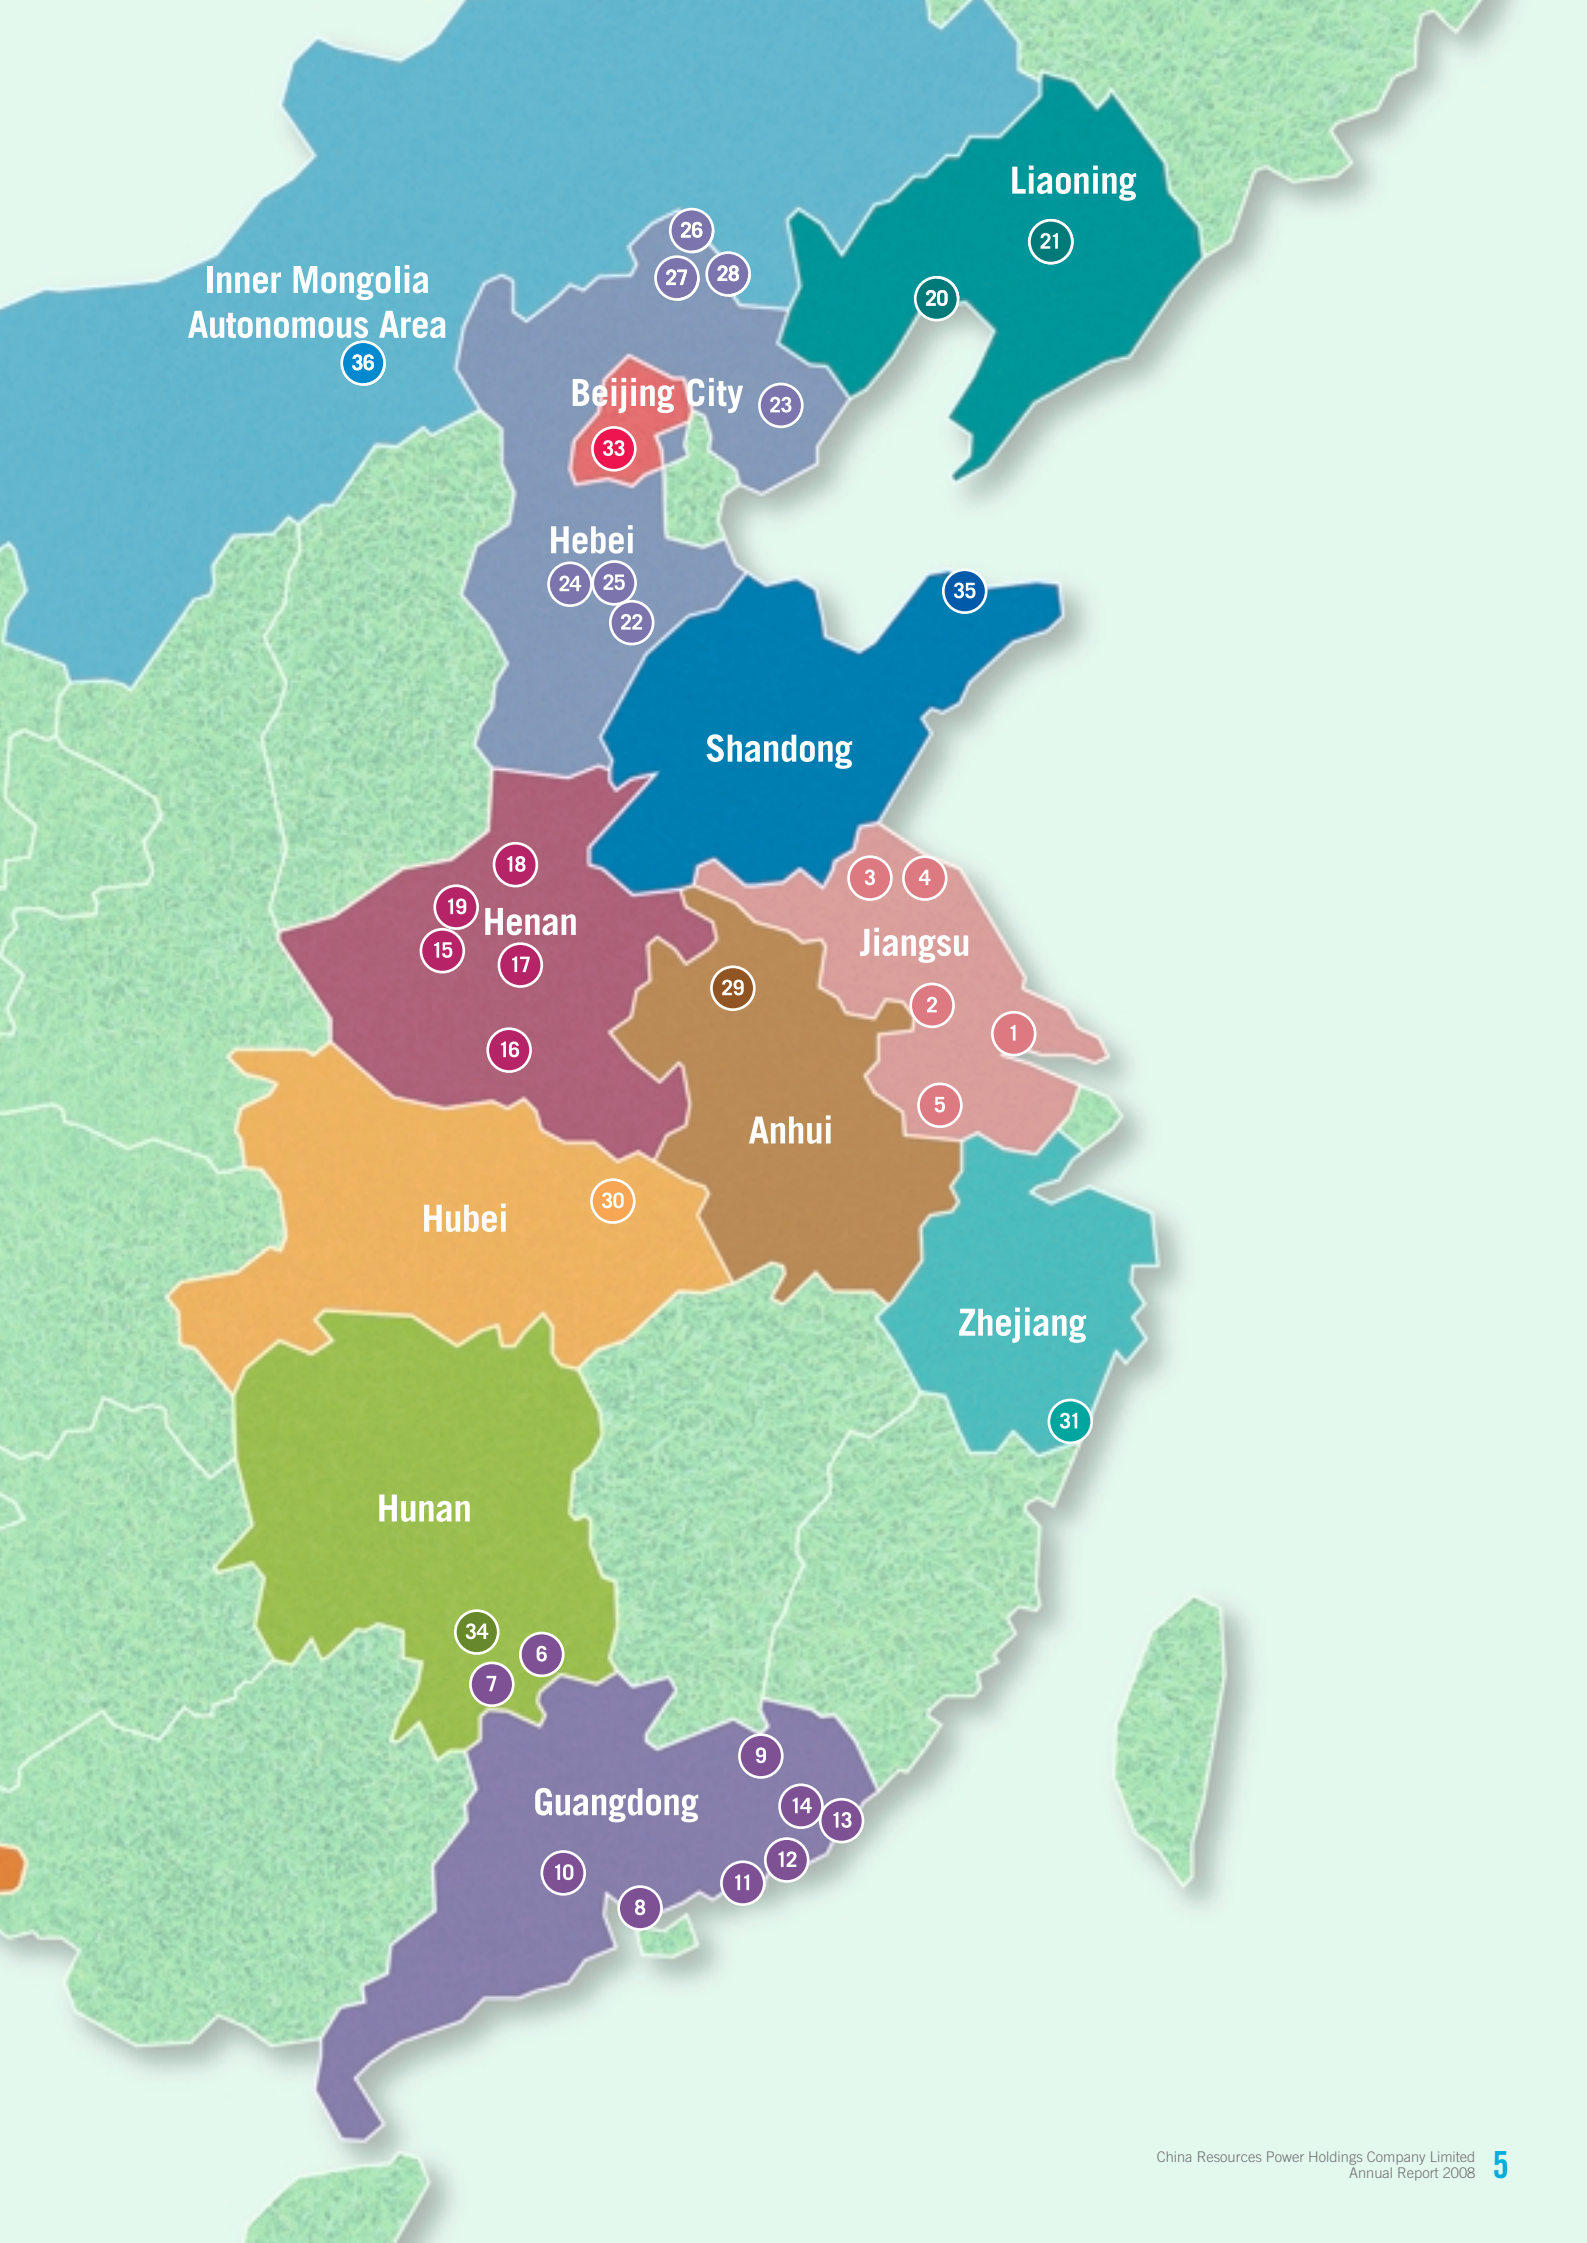 Liaoning
26
21
27
28
Inner Mongolia
Autonomous Area
20
36
Beijing City
23
33
Hebei
24
25
35
22
Shandong
18
3
4
19
Henan
Jiangsu
15
17
29
2
1
16
5
Anhui
30
Hubei
Zhejiang
31
Hunan
34
6
7
9
Guangdong
14
13
12
10
11
8
China Resources Power Holdings Company Limited
Annual Report 2008
5